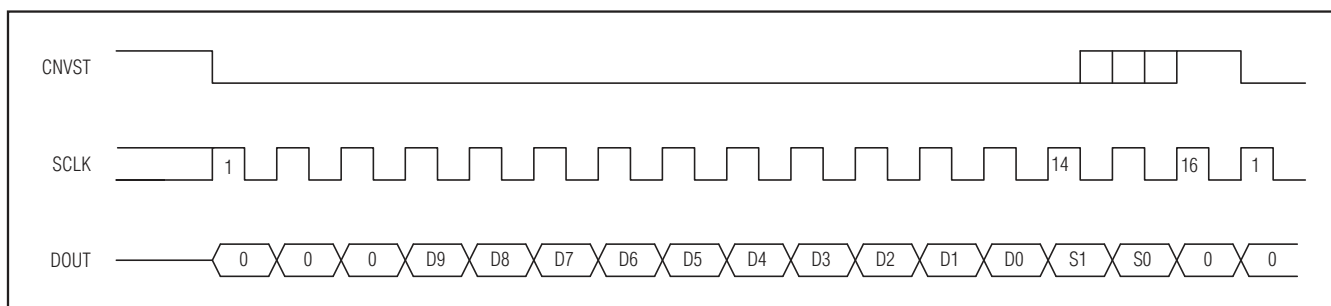 CNVST
SCLK 1 14 16 1
DOUT 0 0 0 D9 D8 D7 D6 D5 D4 D3 D2 D1 D0 S1 S0 0 0